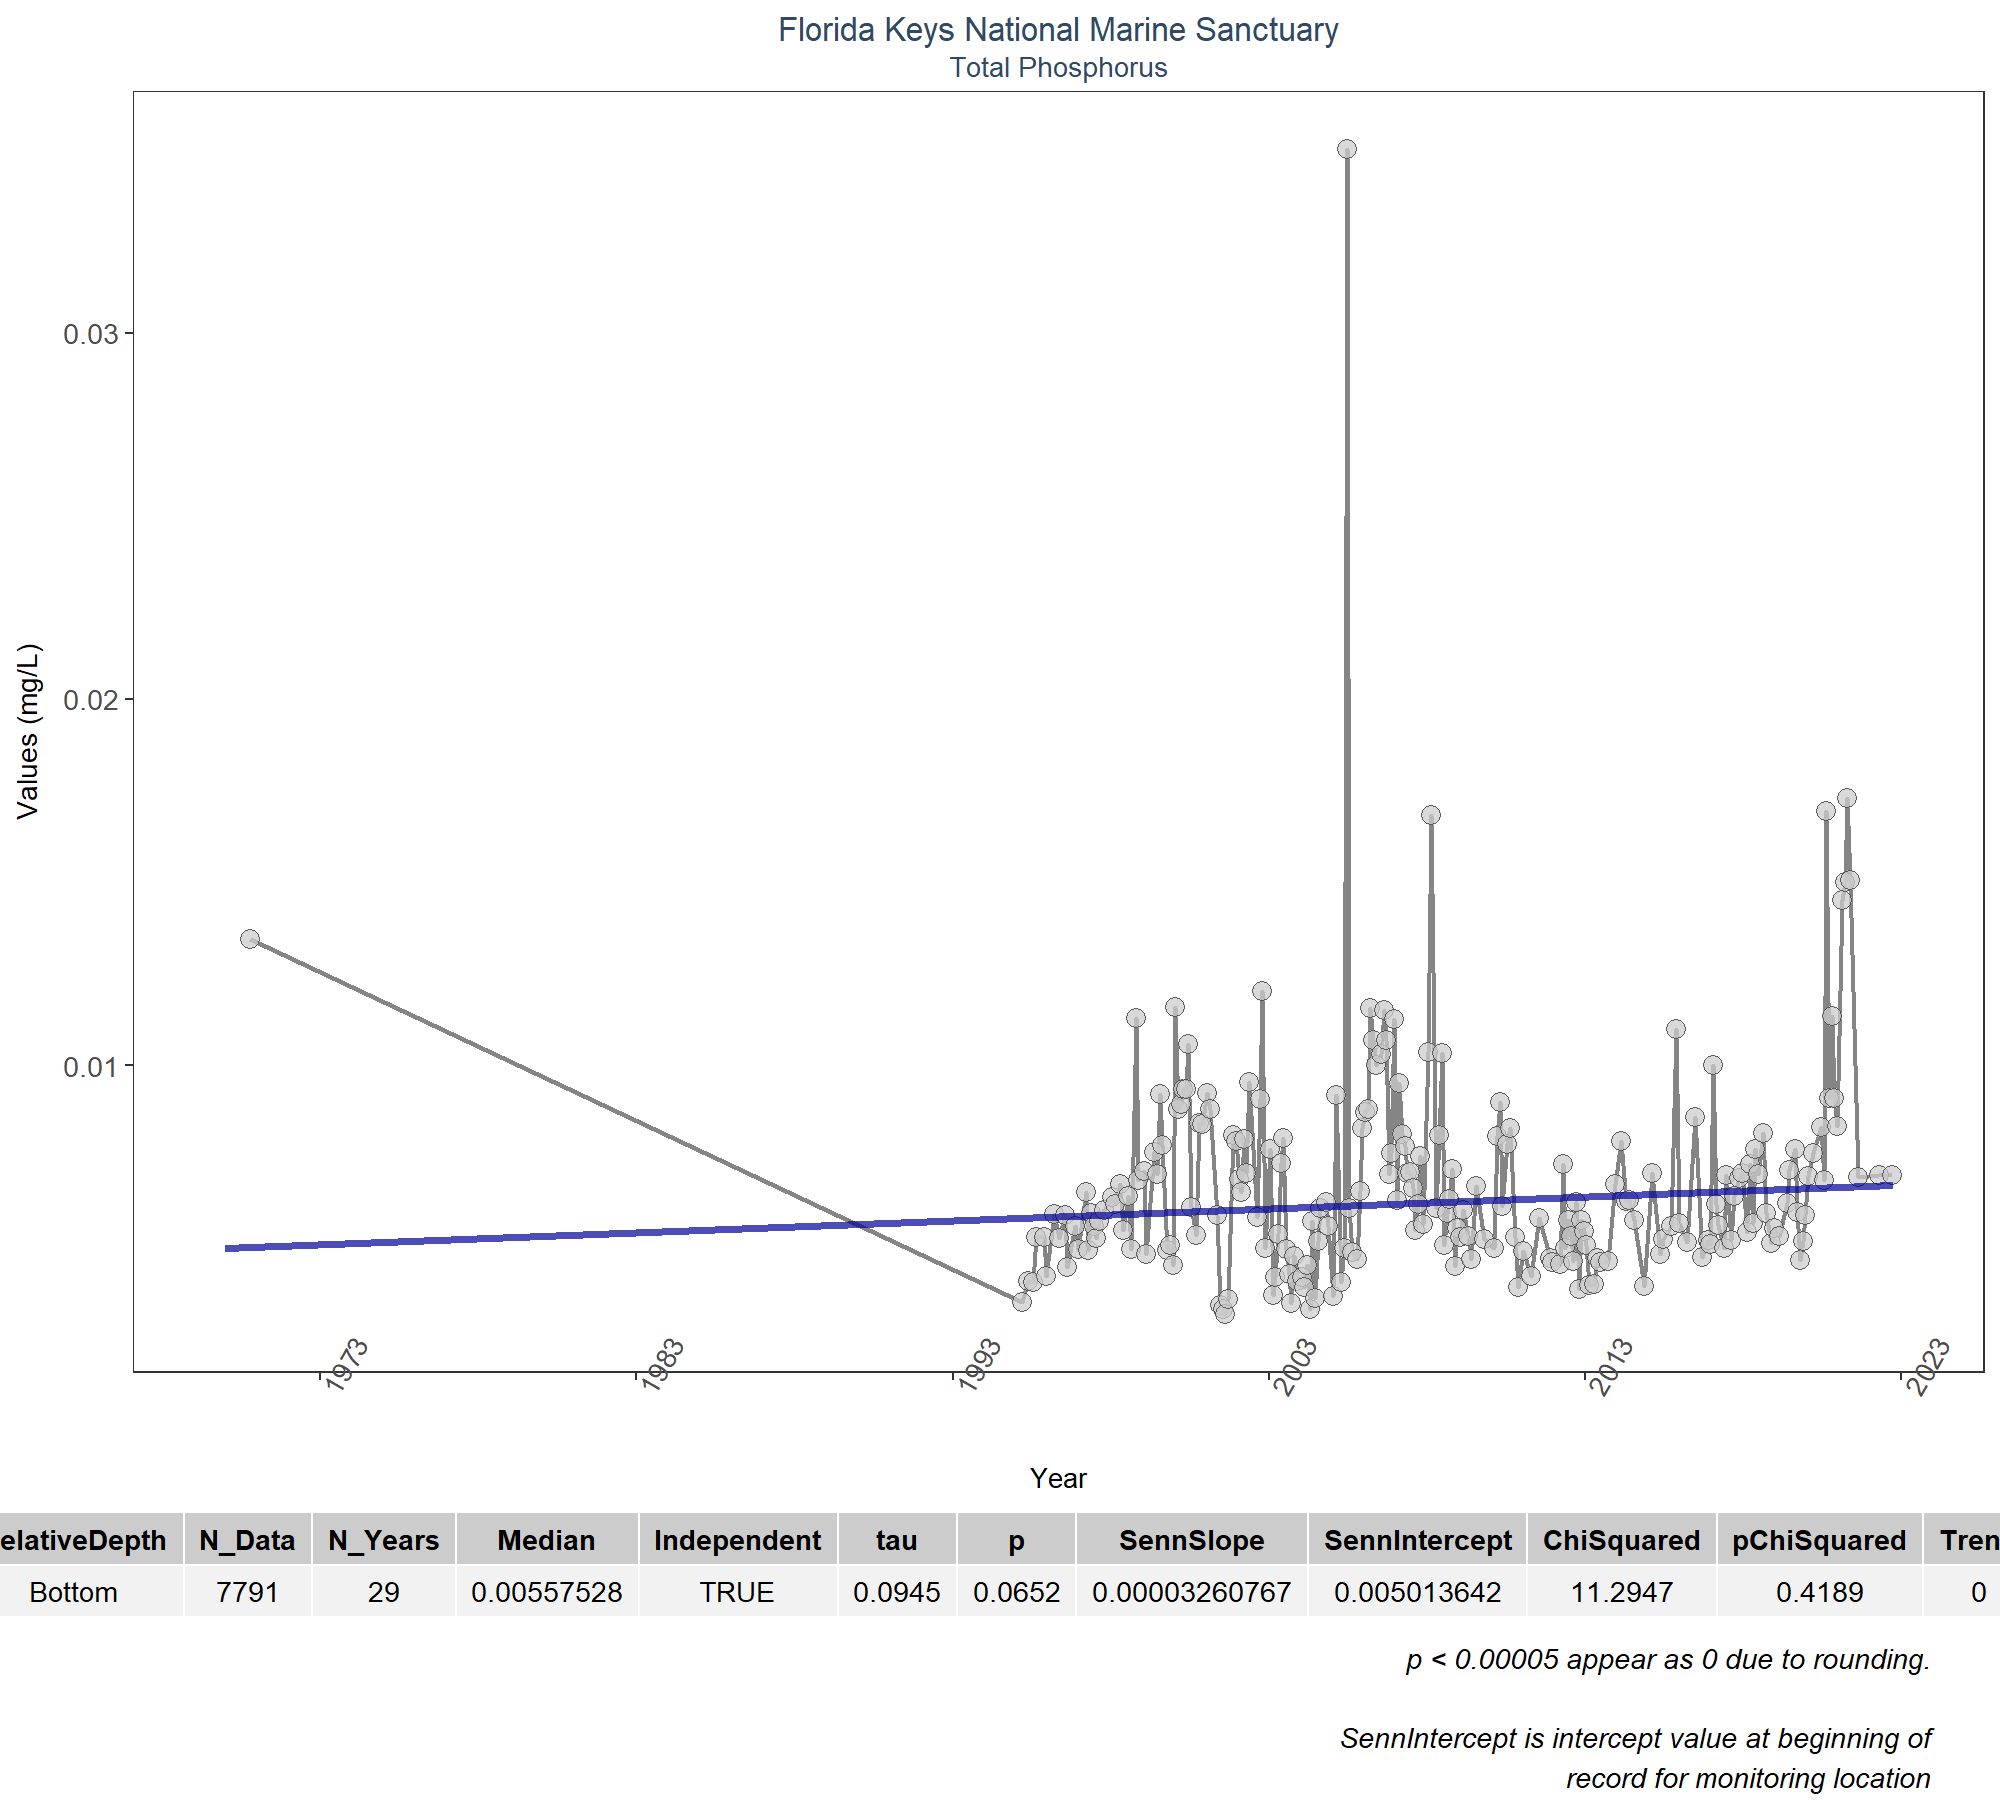 Florida Keys National Marine Sanctuary
Total Phosphorus
Values (mg/L)
0.03
0.02
0.01
1973 1983 1993 2003 2013 2023
Year
elativeDepth N_Data N_Years Median Independent tau p SennSlope SennIntercept ChiSquared pChiSquared Tren
Bottom 7791 29 0.00557528 TRUE 0.0945 0.0652 0.00003260767 0.005013642 11.2947 0.4189 0
p < 0.00005 appear as 0 due to rounding.
SennIntercept is intercept value at beginning of
record for monitoring location